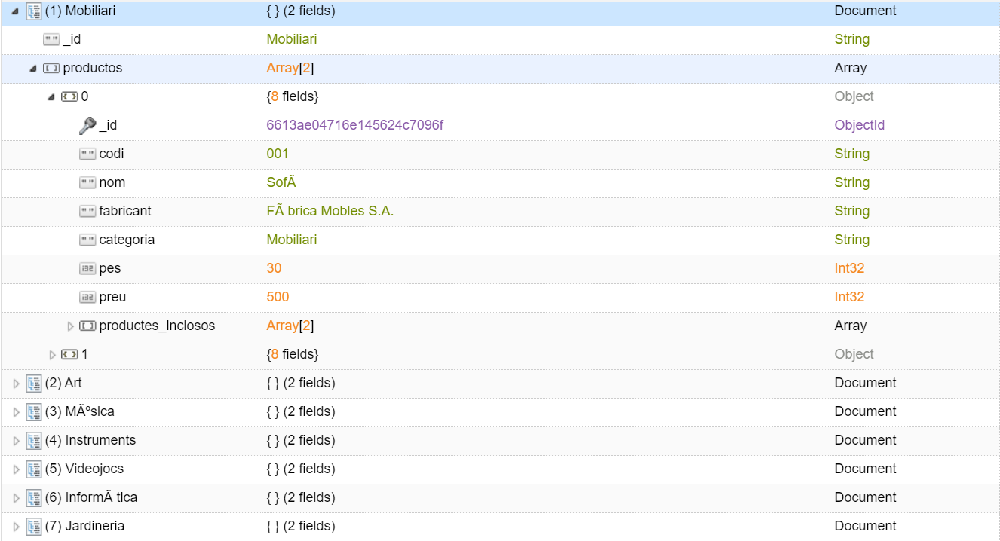 (1) Mobiliari { } (2 fields) Document
_id Mobiliari String
productos Array[2] Array
0 {8 fields} Object
_id 6613ae04716e145624c7096f ObjectId
codi 001 String
nom SofÃ String
fabricant FÃ brica Mobles S.A. String
categoria Mobiliari String
pes 30 Int32
preu 500 Int32
productes_inclosos Array[2] Array
1 {8 fields} Object
(2) Art { } (2 fields) Document
(3) MÃºsica { } (2 fields) Document
(4) Instruments { } (2 fields) Document
(5) Videojocs { } (2 fields) Document
(6) InformÃ tica { } (2 fields) Document
(7) Jardineria { } (2 fields) Document